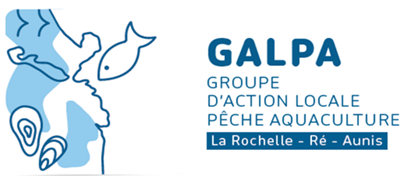 GALPA
GROUPE
D'ACTION LOCALE
PÊCHE AQUACULTURE
La Rochelle - Ré - Aunis